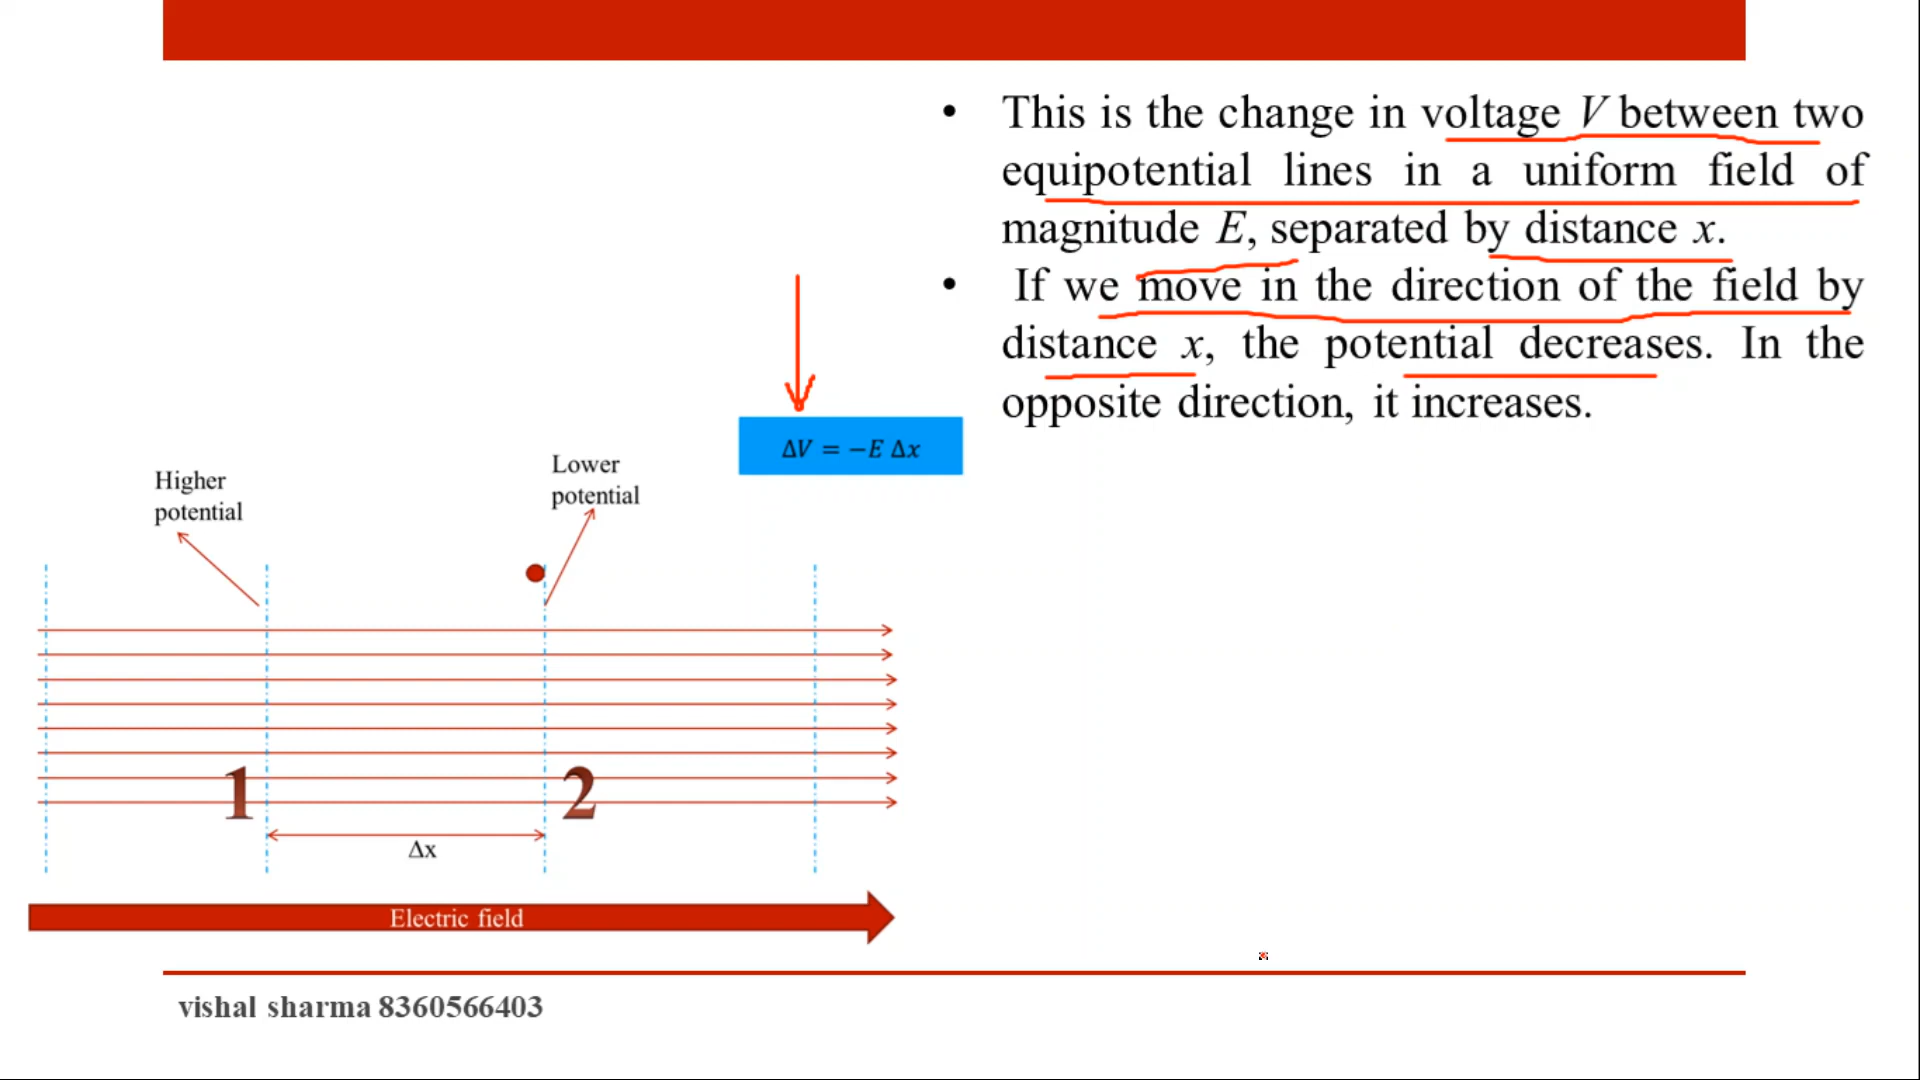 • This is the change in voltage V between two
equipotential lines in a uniform field of
magnitude E, separated by distance x.
• If we move in the direction of the field by
distance x, the potential decreases. In the
opposite direction, it increases.
ΔV = −E Δx
Higher
potential
Lower
potential
1
2
Δx
Electric field
vishal sharma 8360566403